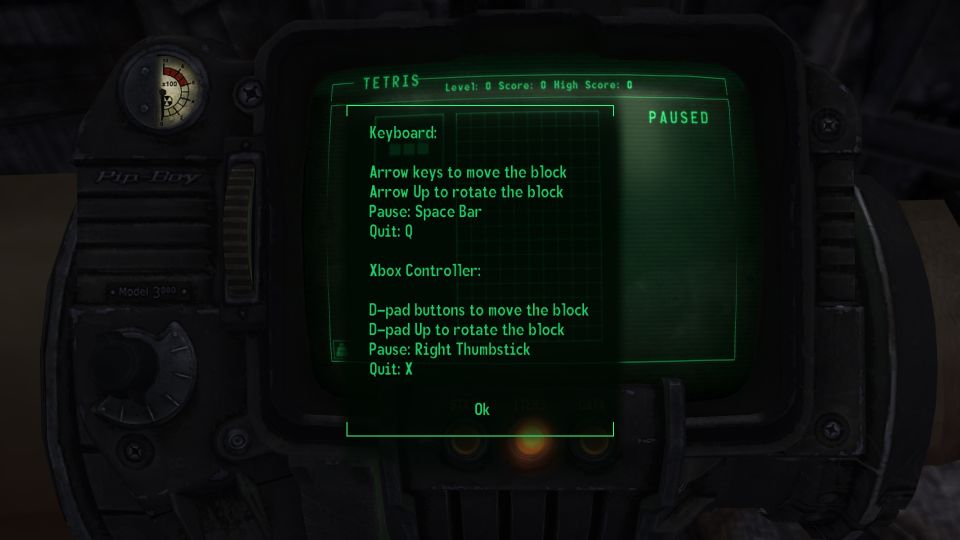 TETRIS
Level: 0 Score: 0 High Score: 0
PAUSED
Keyboard:
Arrow keys to move the block
Arrow Up to rotate the block
Pause: Space Bar
Quit: Q
Xbox Controller:
D-pad buttons to move the block
D-pad Up to rotate the block
Pause: Right Thumbstick
Quit: X
Ok
Pip-Boy
Model 3000
x100